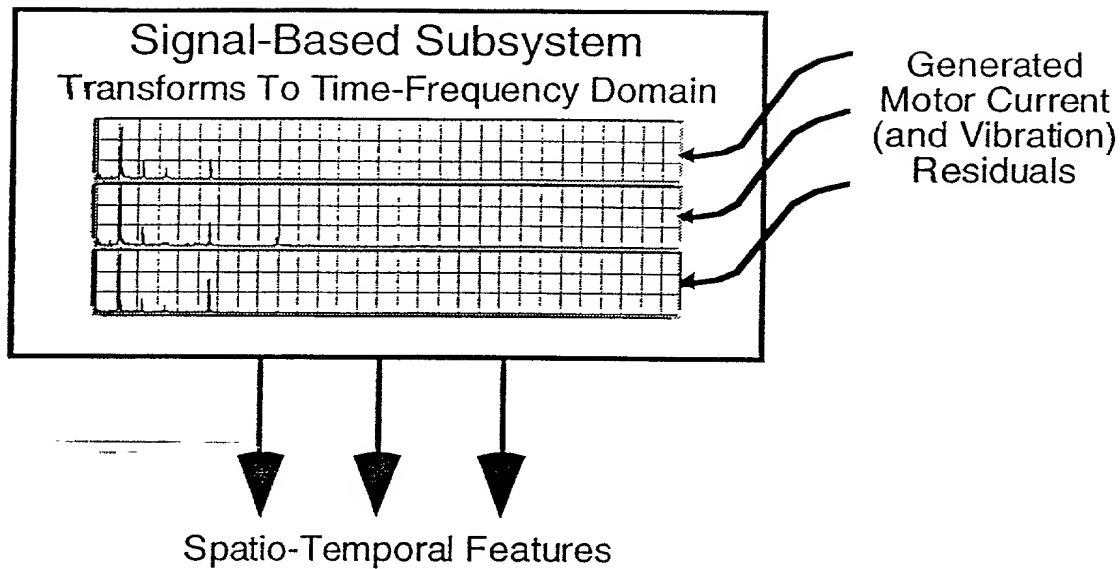 Signal-Based Subsystem
Transforms To Time-Frequency Domain
Generated
Motor Current
(and Vibration)
Residuals
Spatio-Temporal Features